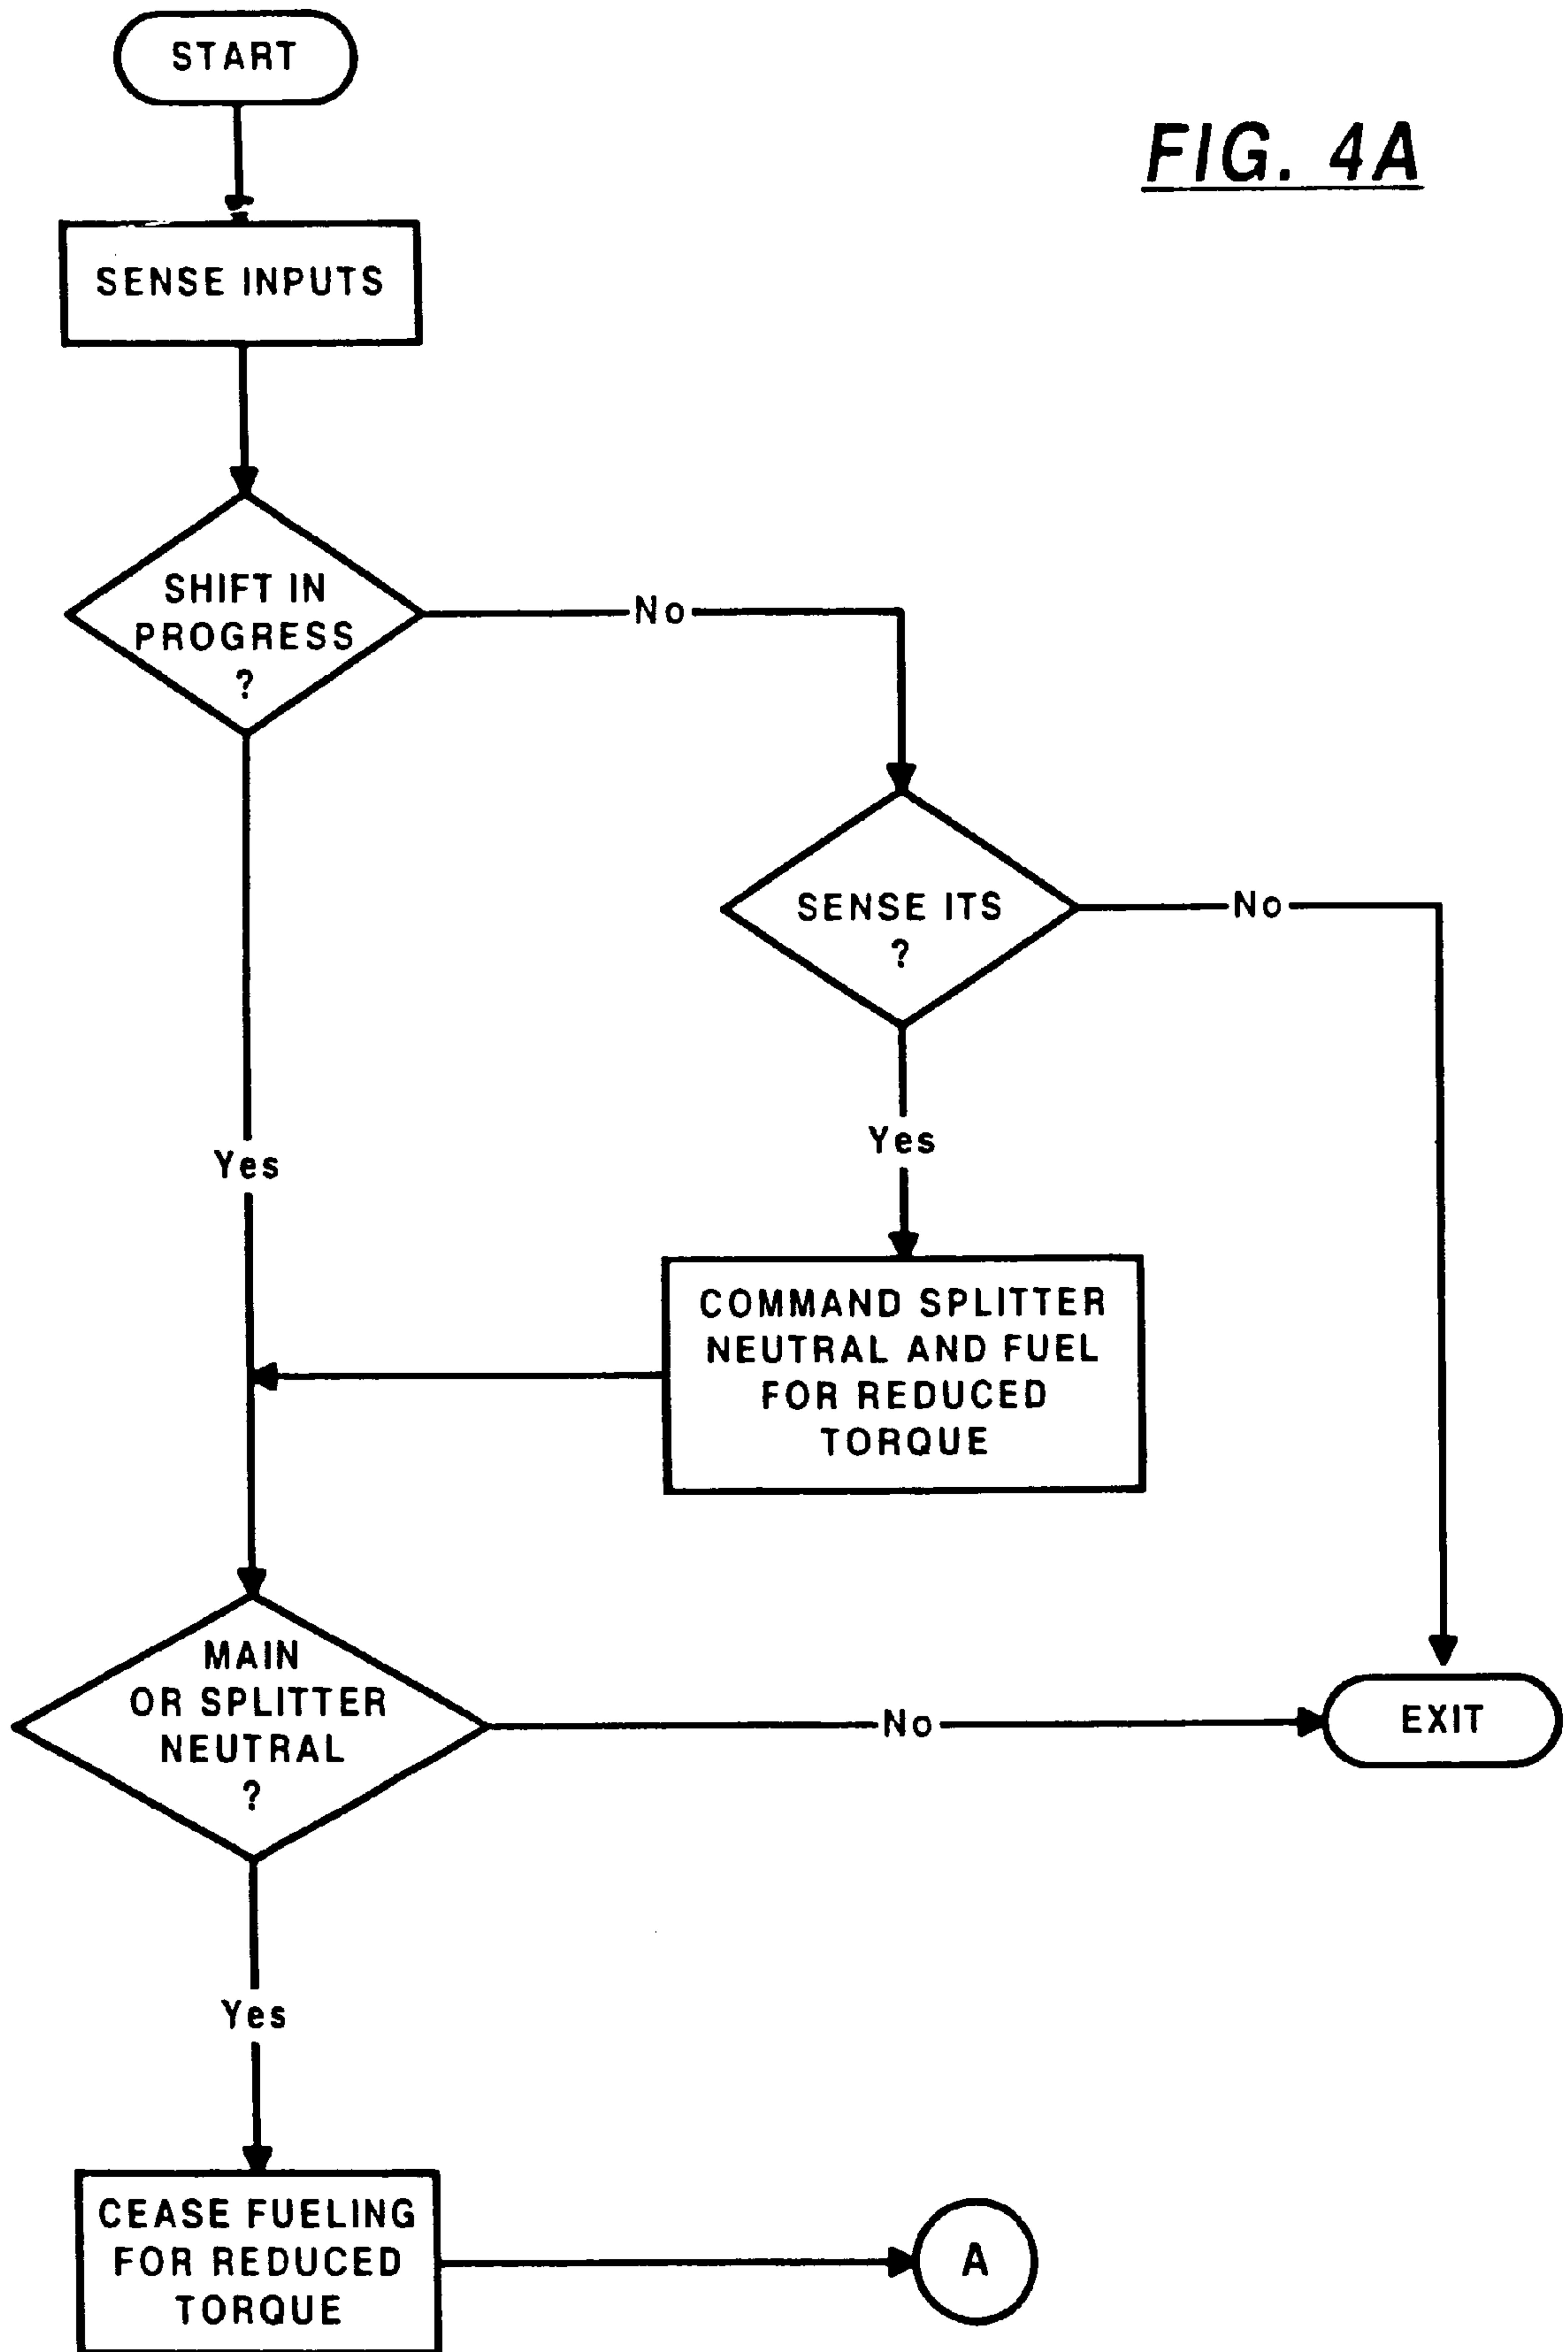 START
FIG. 4A
SENSE INPUTS
SHIFT IN
PROGRESS
?
No
SENSE ITS
?
No
Yes
Yes
COMMAND SPLITTER
NEUTRAL AND FUEL
FOR REDUCED
TORQUE
MAIN
OR SPLITTER
NEUTRAL
?
No
EXIT
Yes
CEASE FUELING
FOR REDUCED
TORQUE
A